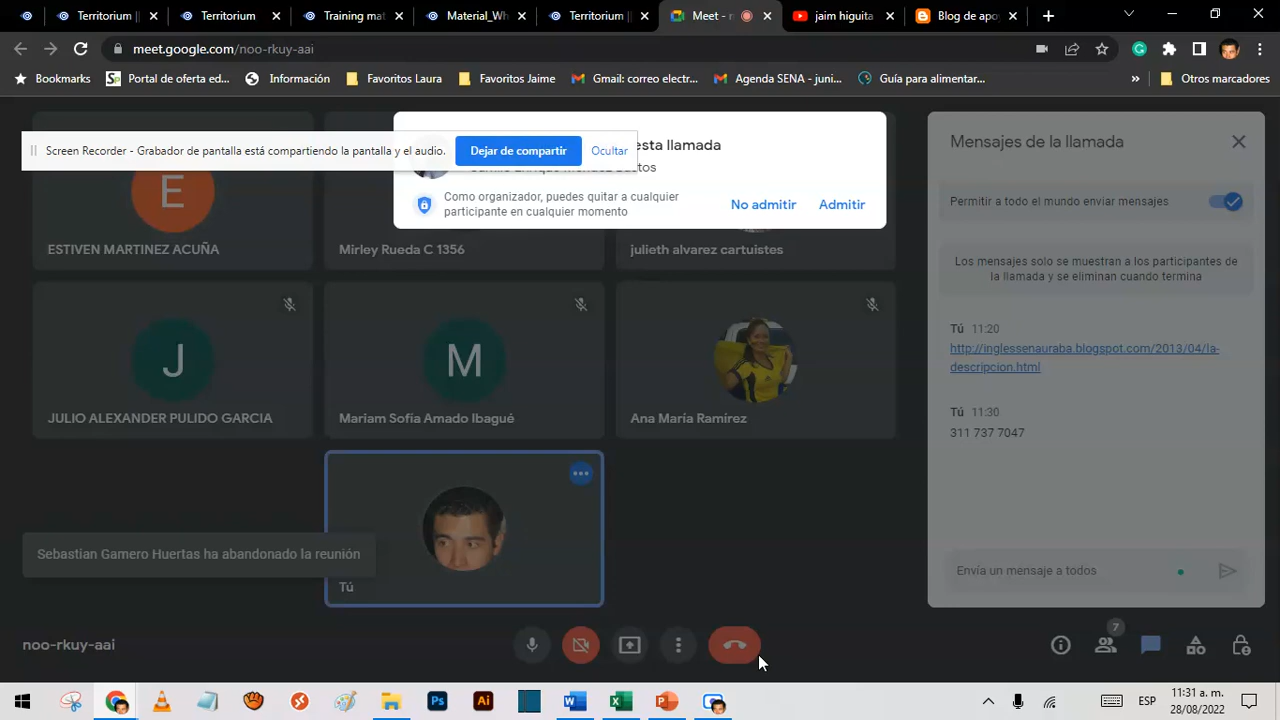 Territorium
Territorium
Training mat
Material_Wh
Territorium ||
Meet - r
jaim higuita
Blog de apo
meet.google.com/noo-rkuy-aai
Bookmarks
Portal de oferta ed...
Información
Favoritos Laura
Favoritos Jaime
Gmail: correo electr...
Agenda SENA - juni...
Guía para alimentar...
»
Otros marcadores
Screen Recorder - Grabador de pantalla está compartiendo la pantalla y el audio.
Dejar de compartir
Ocultar
esta llamada
Como organizador, puedes quitar a cualquier
participante en cualquier momento
No admitir
Admitir
E
ESTIVEN MARTINEZ ACUÑA
Mirley Rueda C 1356
julieth alvarez cartuistes
J
JULIO ALEXANDER PULIDO GARCIA
M
Mariam Sofía Amado Ibagué
Ana María Ramírez
Sebastian Gamero Huertas ha abandonado la reunión
Tú
Mensajes de la llamada
Permitir a todo el mundo enviar mensajes
Los mensajes solo se muestran a los participantes de
la llamada y se eliminan cuando termina
Tú 11:20
http://inglessenauraba.blogspot.com/2013/04/la-
descripcion.html
Tú 11:30
311 737 7047
Envía un mensaje a todos
noo-rkuy-aai
7
Ps
Ai
ESP
11:31 a. m.
28/08/2022